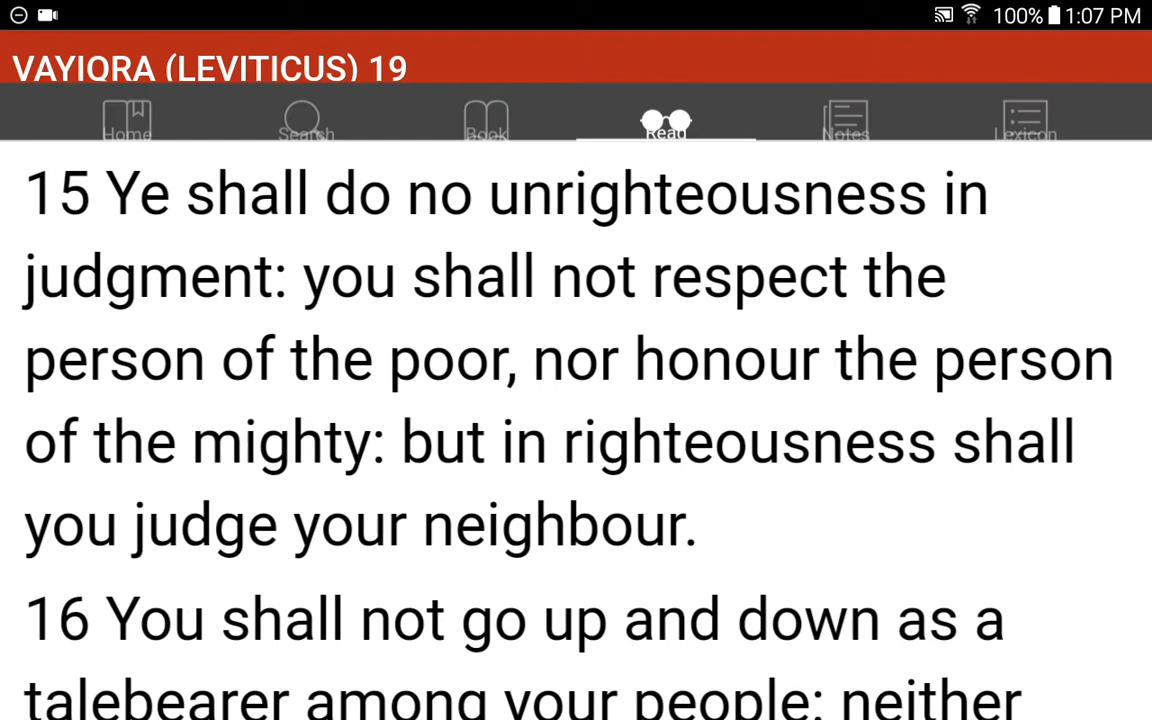 100% 1:07 PM
VAYIQRA (LEVITICUS) 19
Home Search Book Read Notes Lexicon
15 Ye shall do no unrighteousness in
judgment: you shall not respect the
person of the poor, nor honour the person
of the mighty: but in righteousness shall
you judge your neighbour.
16 You shall not go up and down as a
talebearer among your people: neither